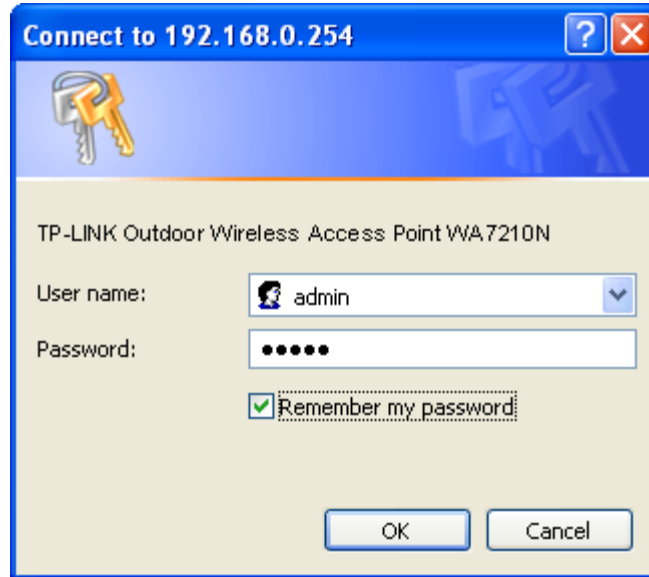 Connect to 192.168.0.254
TP-LINK Outdoor Wireless Access Point WA7210N
User name: admin
Password: •••••
Remember my password
OK Cancel